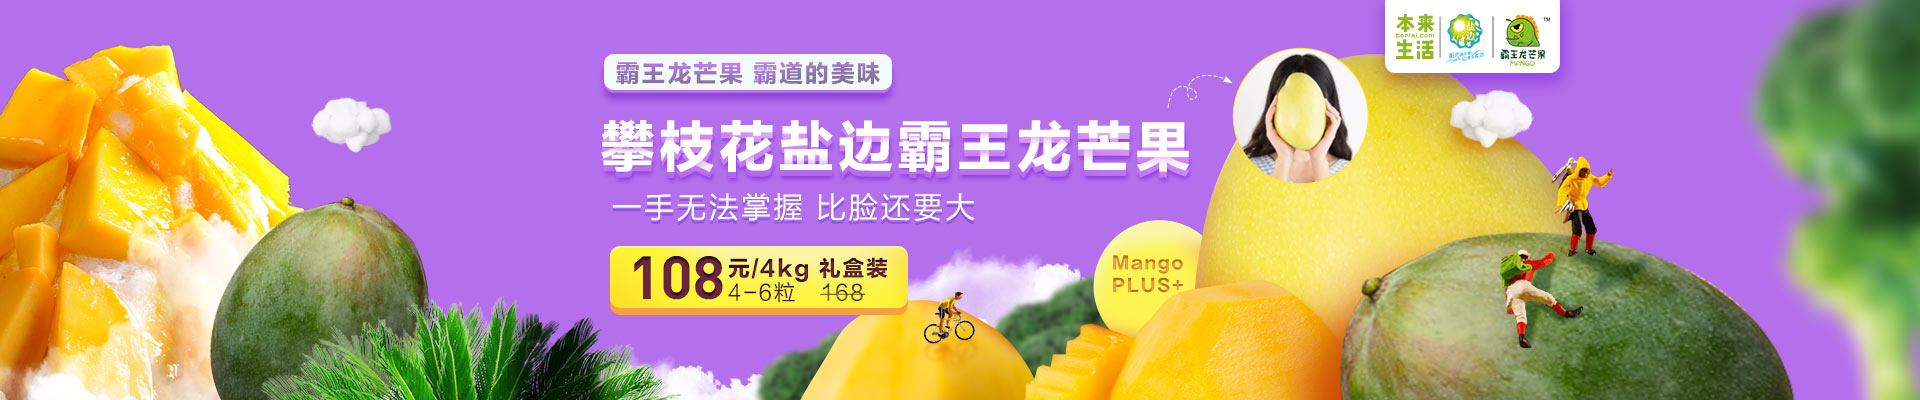 霸王龙芒果 霸道的美味
攀枝花盐边霸王龙芒果
一手无法掌握 比脸还要大
108元/4kg 礼盒装
4-6粒 168
Mango
PLUS+
本来
benlai.com
生活
盐边
霸王龙芒果
MANGO
TM